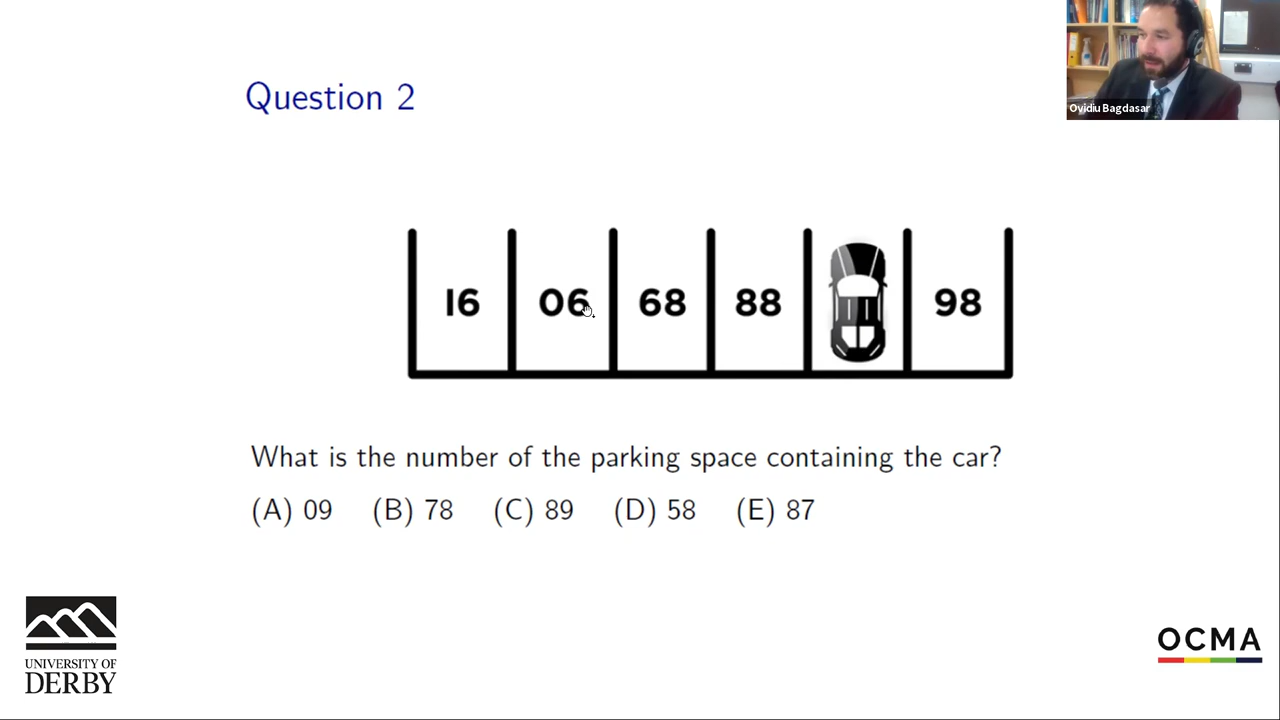 Ovidiu Bagdasar
Question 2
I6 06 68 88 98
What is the number of the parking space containing the car?
(A) 09 (B) 78 (C) 89 (D) 58 (E) 87
UNIVERSITY OF
DERBY
OCMA